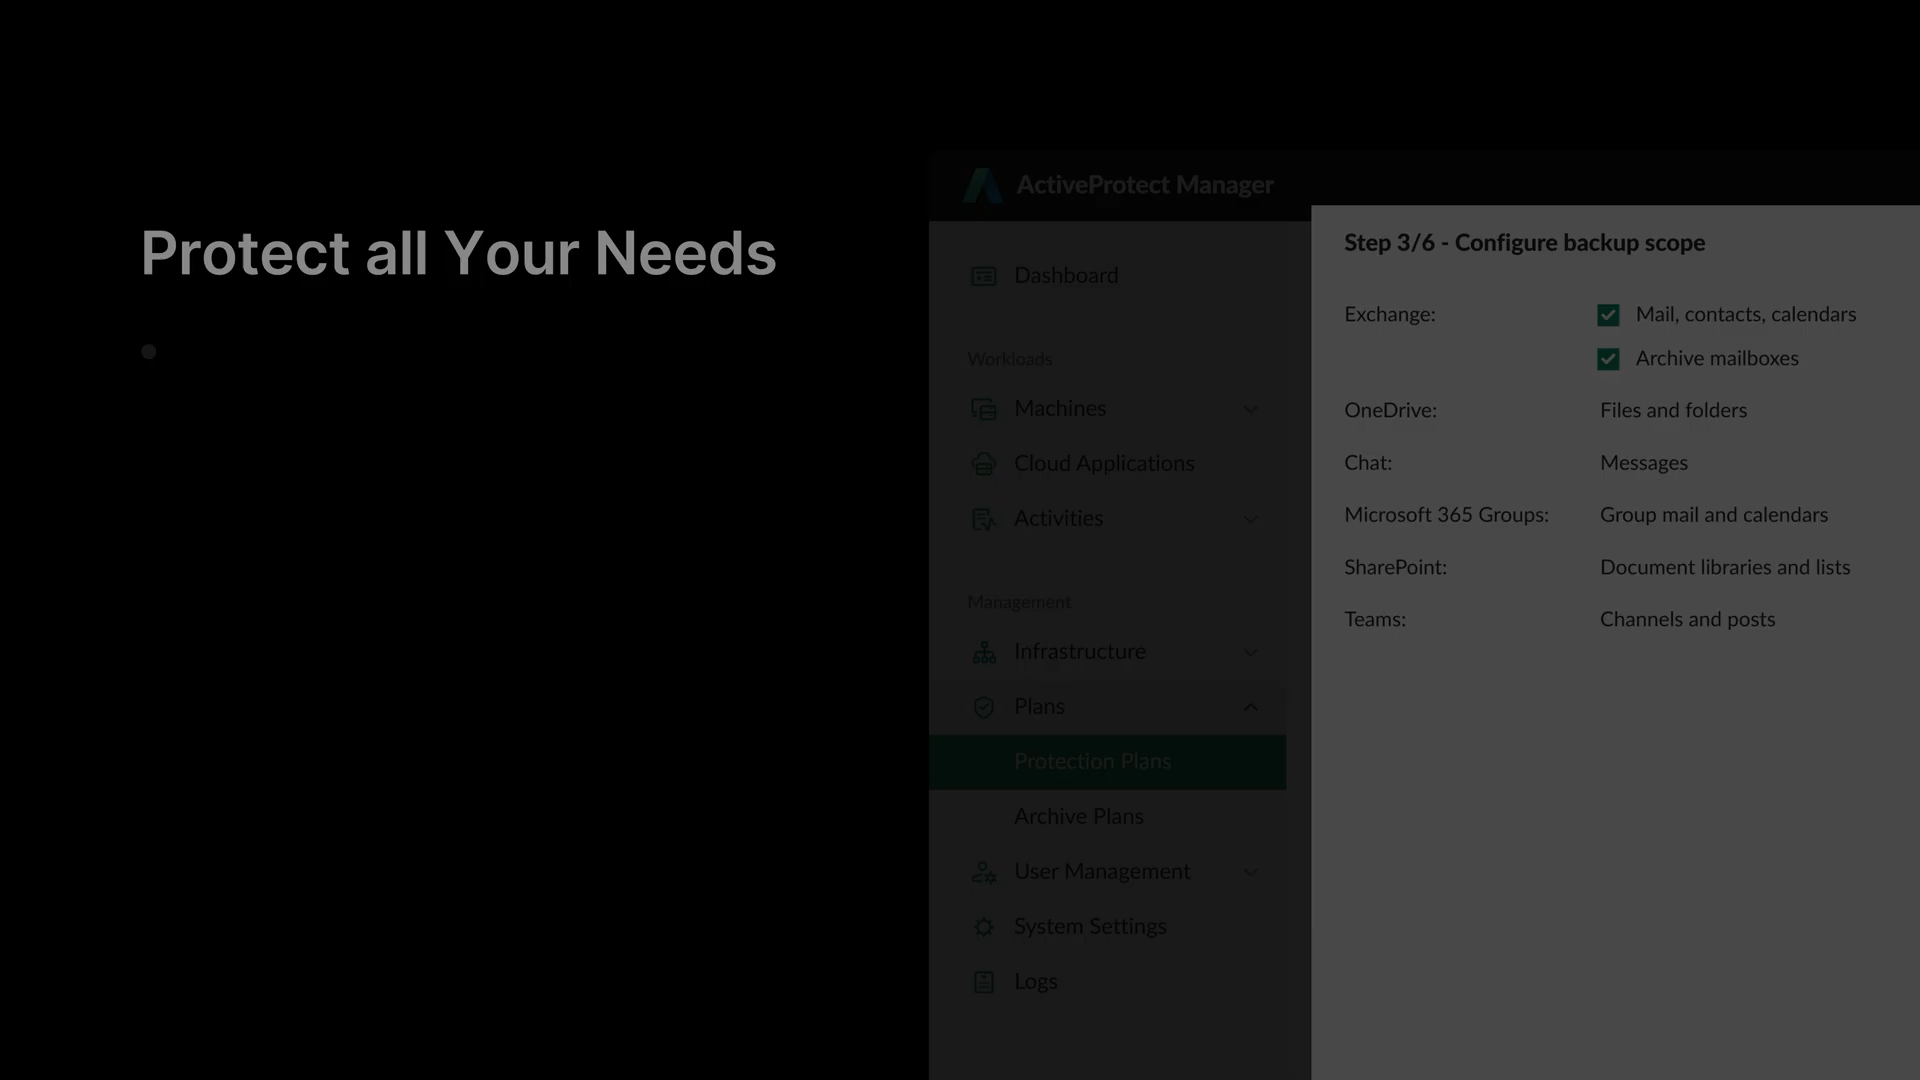 Protect all Your Needs
ActiveProtect Manager
Dashboard
Workloads
Machines
Cloud Applications
Activities
Management
Infrastructure
Plans
Protection Plans
Archive Plans
User Management
System Settings
Logs
Step 3/6 - Configure backup scope
Exchange: Mail, contacts, calendars
Archive mailboxes
OneDrive: Files and folders
Chat: Messages
Microsoft 365 Groups: Group mail and calendars
SharePoint: Document libraries and lists
Teams: Channels and posts